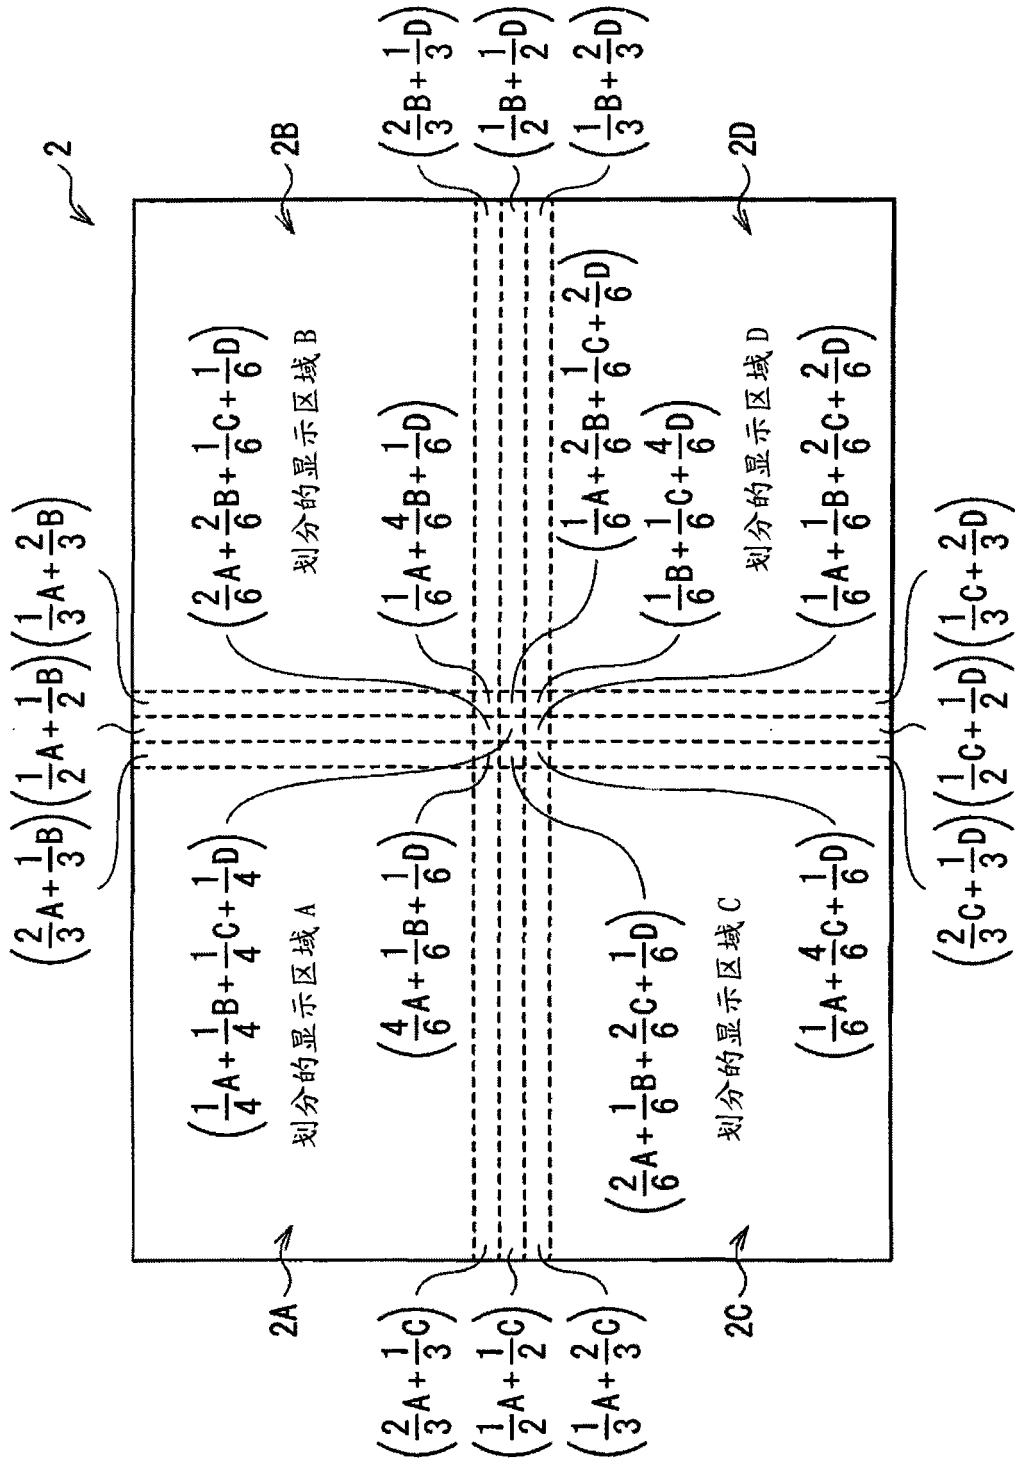 (2/3A+1/3B) (1/2A+1/2B) (1/3A+2/3B)
2
(1/4A+1/4B+1/4C+1/4D)
(2/6A+2/6B+1/6C+1/6D)
2A
2B
划分的显示区域 A
划分的显示区域 B
(2/3A+1/3C)
(4/6A+1/6B+1/6D)
(1/6A+4/6B+1/6D)
(2/3B+1/3D)
(1/2A+1/2C)
(1/2B+1/2D)
(1/3A+2/3C)
(1/6A+2/6B+1/6C+2/6D)
(1/3B+2/3D)
(2/6A+1/6B+2/6C+1/6D)
(1/6B+1/6C+4/6D)
2C
划分的显示区域 C
划分的显示区域 D
2D
(1/6A+4/6C+1/6D)
(1/6A+1/6B+2/6C+2/6D)
(2/3C+1/3D) (1/2C+1/2D) (1/3C+2/3D)